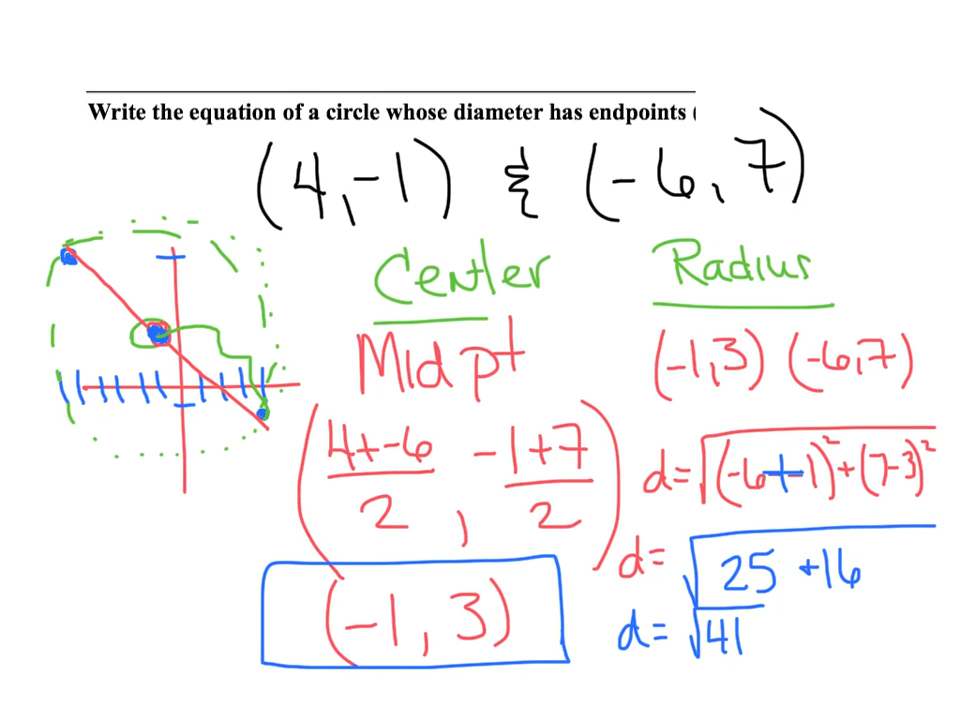 Write the equation of a circle whose diameter has endpoints (
(4,-1) & (-6,7)
Center
Midpt
(4+-6/2, -1+7/2)
(-1,3)
Radius
(-1,3) (-6,7)
d=√(-6+1)²+(7-3)²
d=√25+16
d=√41